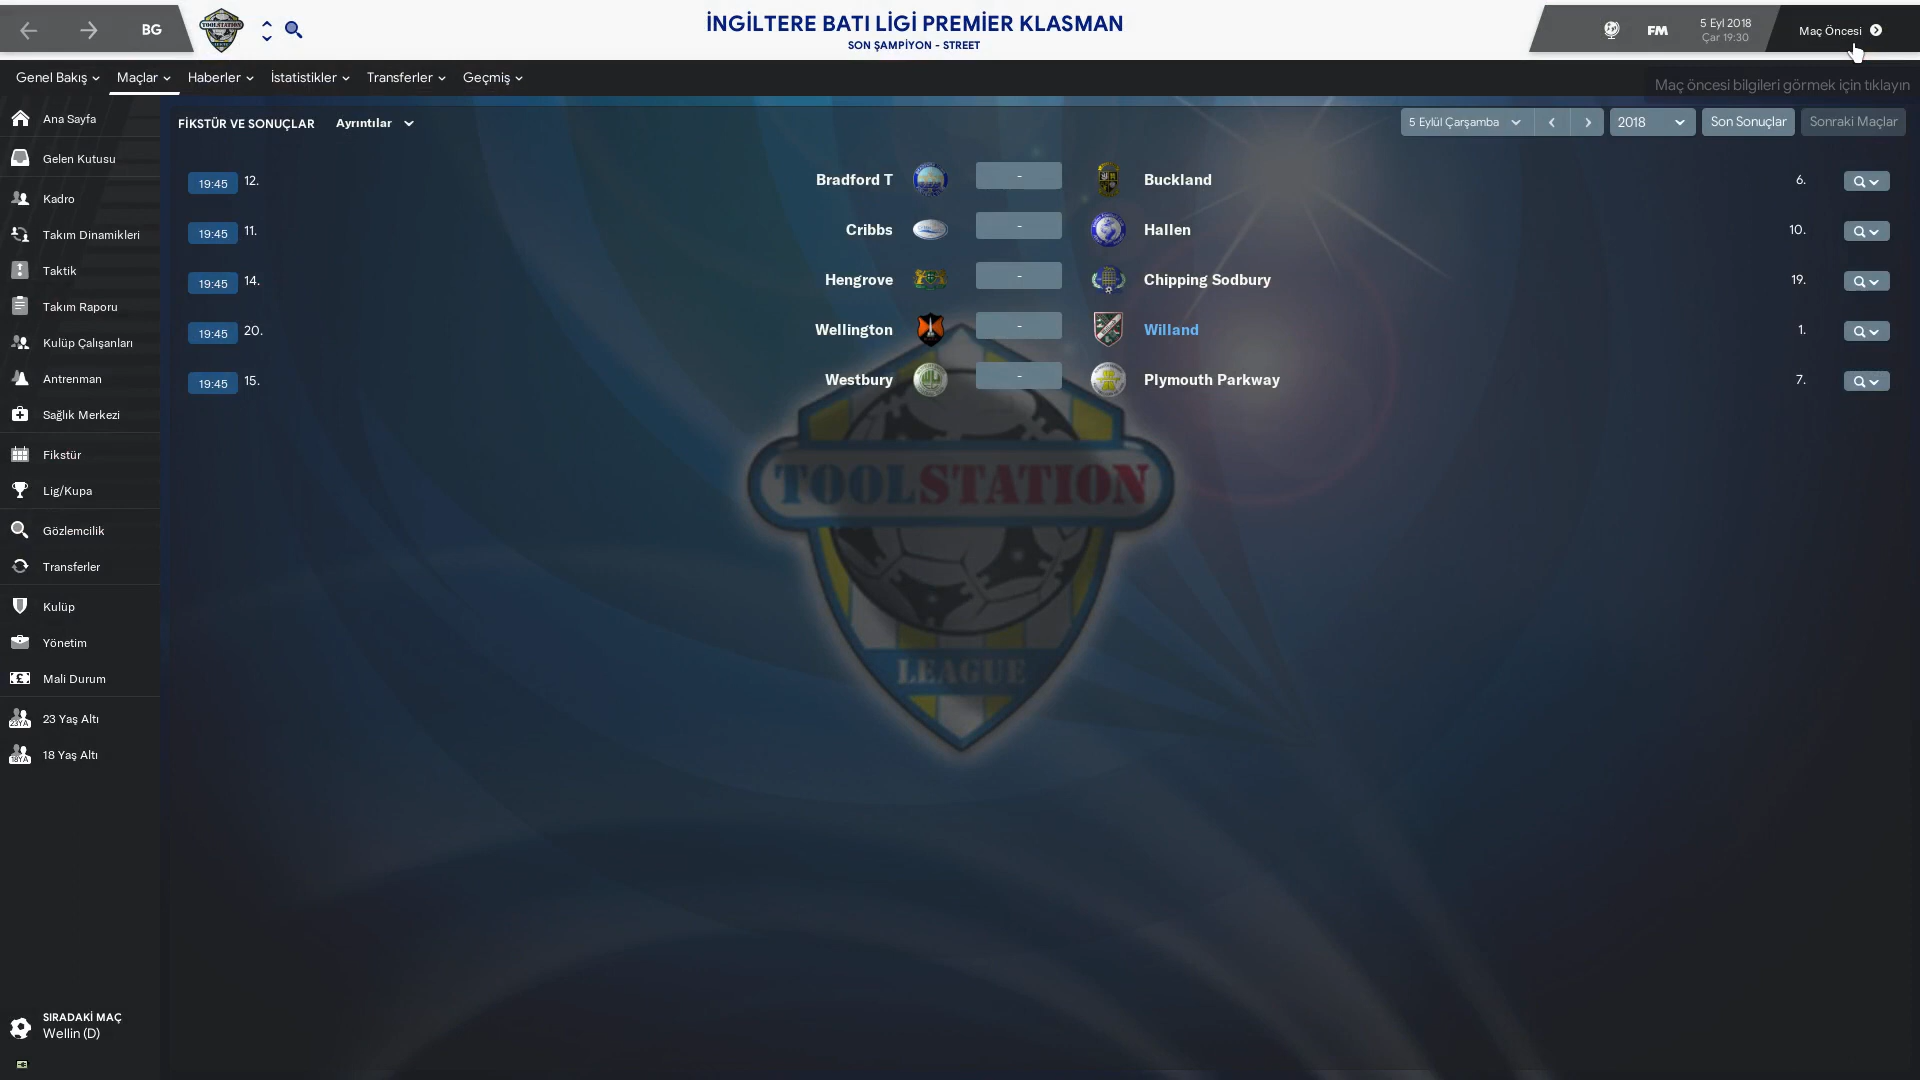 BG
İNGİLTERE BATI LİGİ PREMİER KLASMAN
SON ŞAMPİYON - STREET
FM
5 Eyl 2018
Çar 19:30
Maç Öncesi
Maç öncesi bilgileri görmek için tıklayın
Genel Bakış
Maçlar
Haberler
İstatistikler
Transferler
Geçmiş
Ana Sayfa
Gelen Kutusu
Kadro
Takım Dinamikleri
Taktik
Takım Raporu
Kulüp Çalışanları
Antrenman
Sağlık Merkezi
Fikstür
Lig/Kupa
Gözlemcilik
Transferler
Kulüp
Yönetim
Mali Durum
23YA
23 Yaş Altı
18YA
18 Yaş Altı
SIRADAKİ MAÇ
Wellin (D)
FİKSTÜR VE SONUÇLAR
Ayrıntılar
5 Eylül Çarşamba
2018
Son Sonuçlar
Sonraki Maçlar
19:45 12. Bradford T - Buckland 6.
19:45 11. Cribbs - Hallen 10.
19:45 14. Hengrove - Chipping Sodbury 19.
19:45 20. Wellington - Willand 1.
19:45 15. Westbury - Plymouth Parkway 7.
TOOLSTATION
LEAGUE